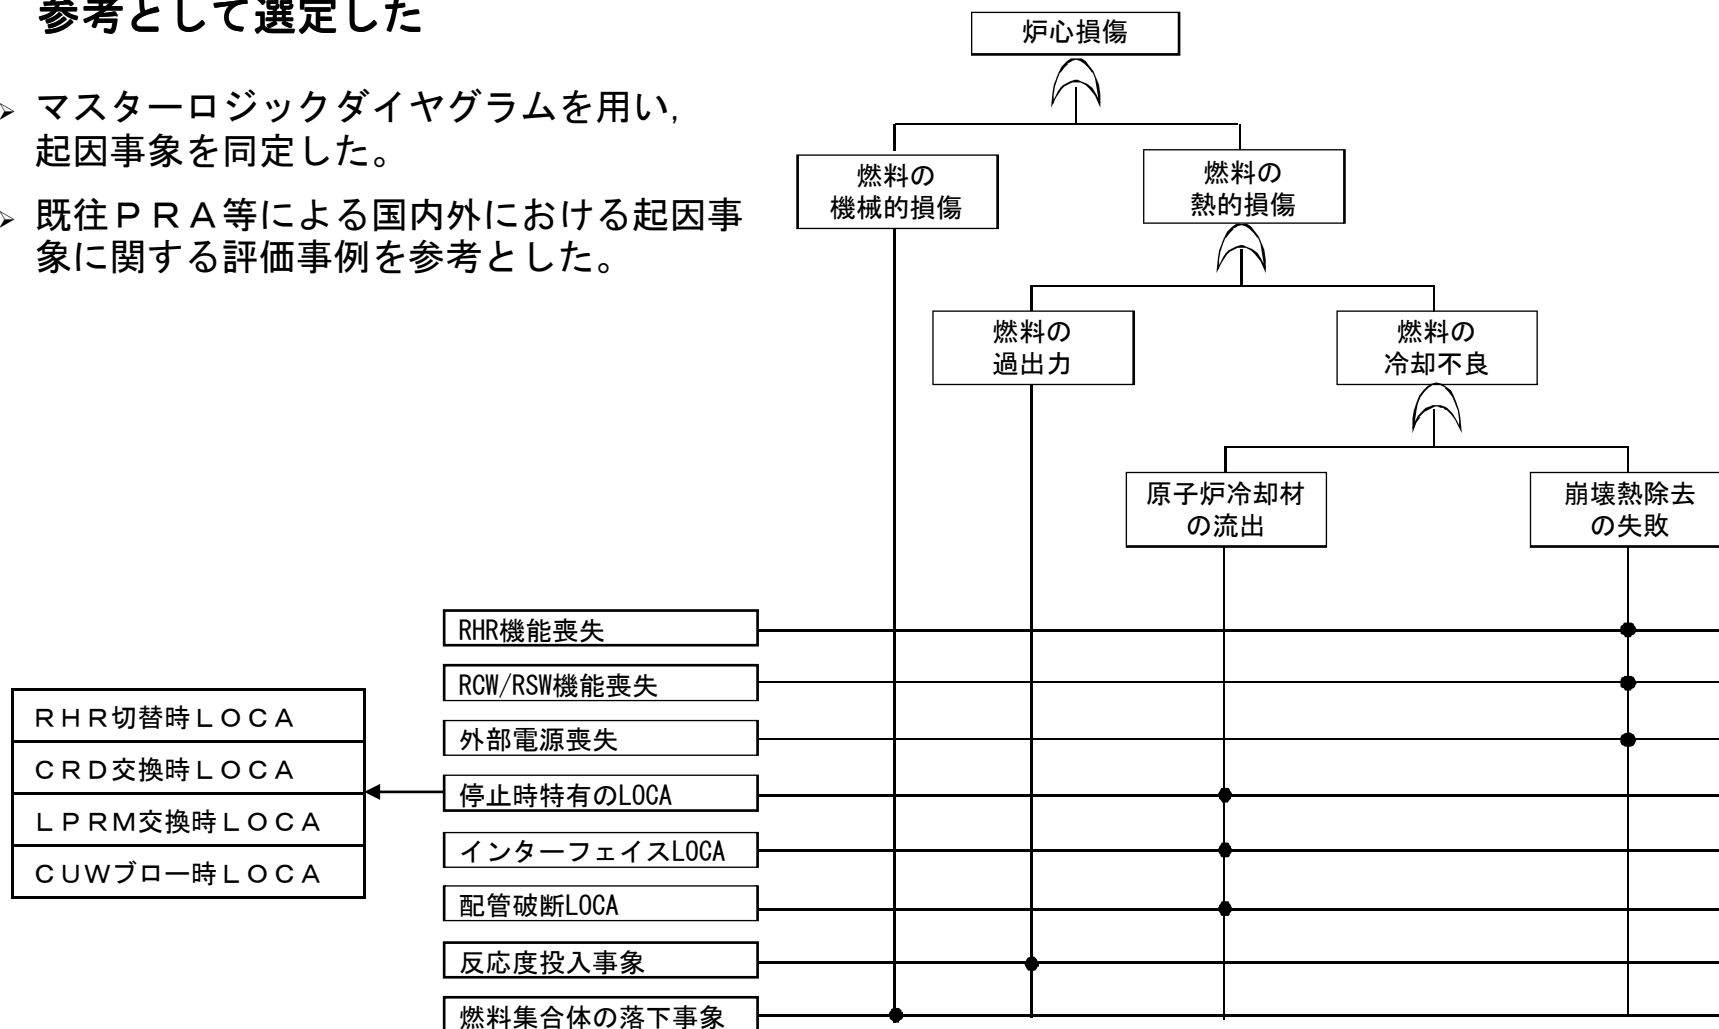 参考として選定した
➢ マスターロジックダイヤグラムを用い,
起因事象を同定した。
➢ 既往ＰＲＡ等による国内外における起因事
象に関する評価事例を参考とした。
炉心損傷
燃料の
機械的損傷
燃料の
熱的損傷
燃料の
過出力
燃料の
冷却不良
原子炉冷却材
の流出
崩壊熱除去
の失敗
RHR機能喪失
RCW/RSW機能喪失
外部電源喪失
停止時特有のLOCA
インターフェイスLOCA
配管破断LOCA
反応度投入事象
燃料集合体の落下事象
ＲＨＲ切替時ＬＯＣＡ
ＣＲＤ交換時ＬＯＣＡ
ＬＰＲＭ交換時ＬＯＣＡ
ＣＵＷブロー時ＬＯＣＡ